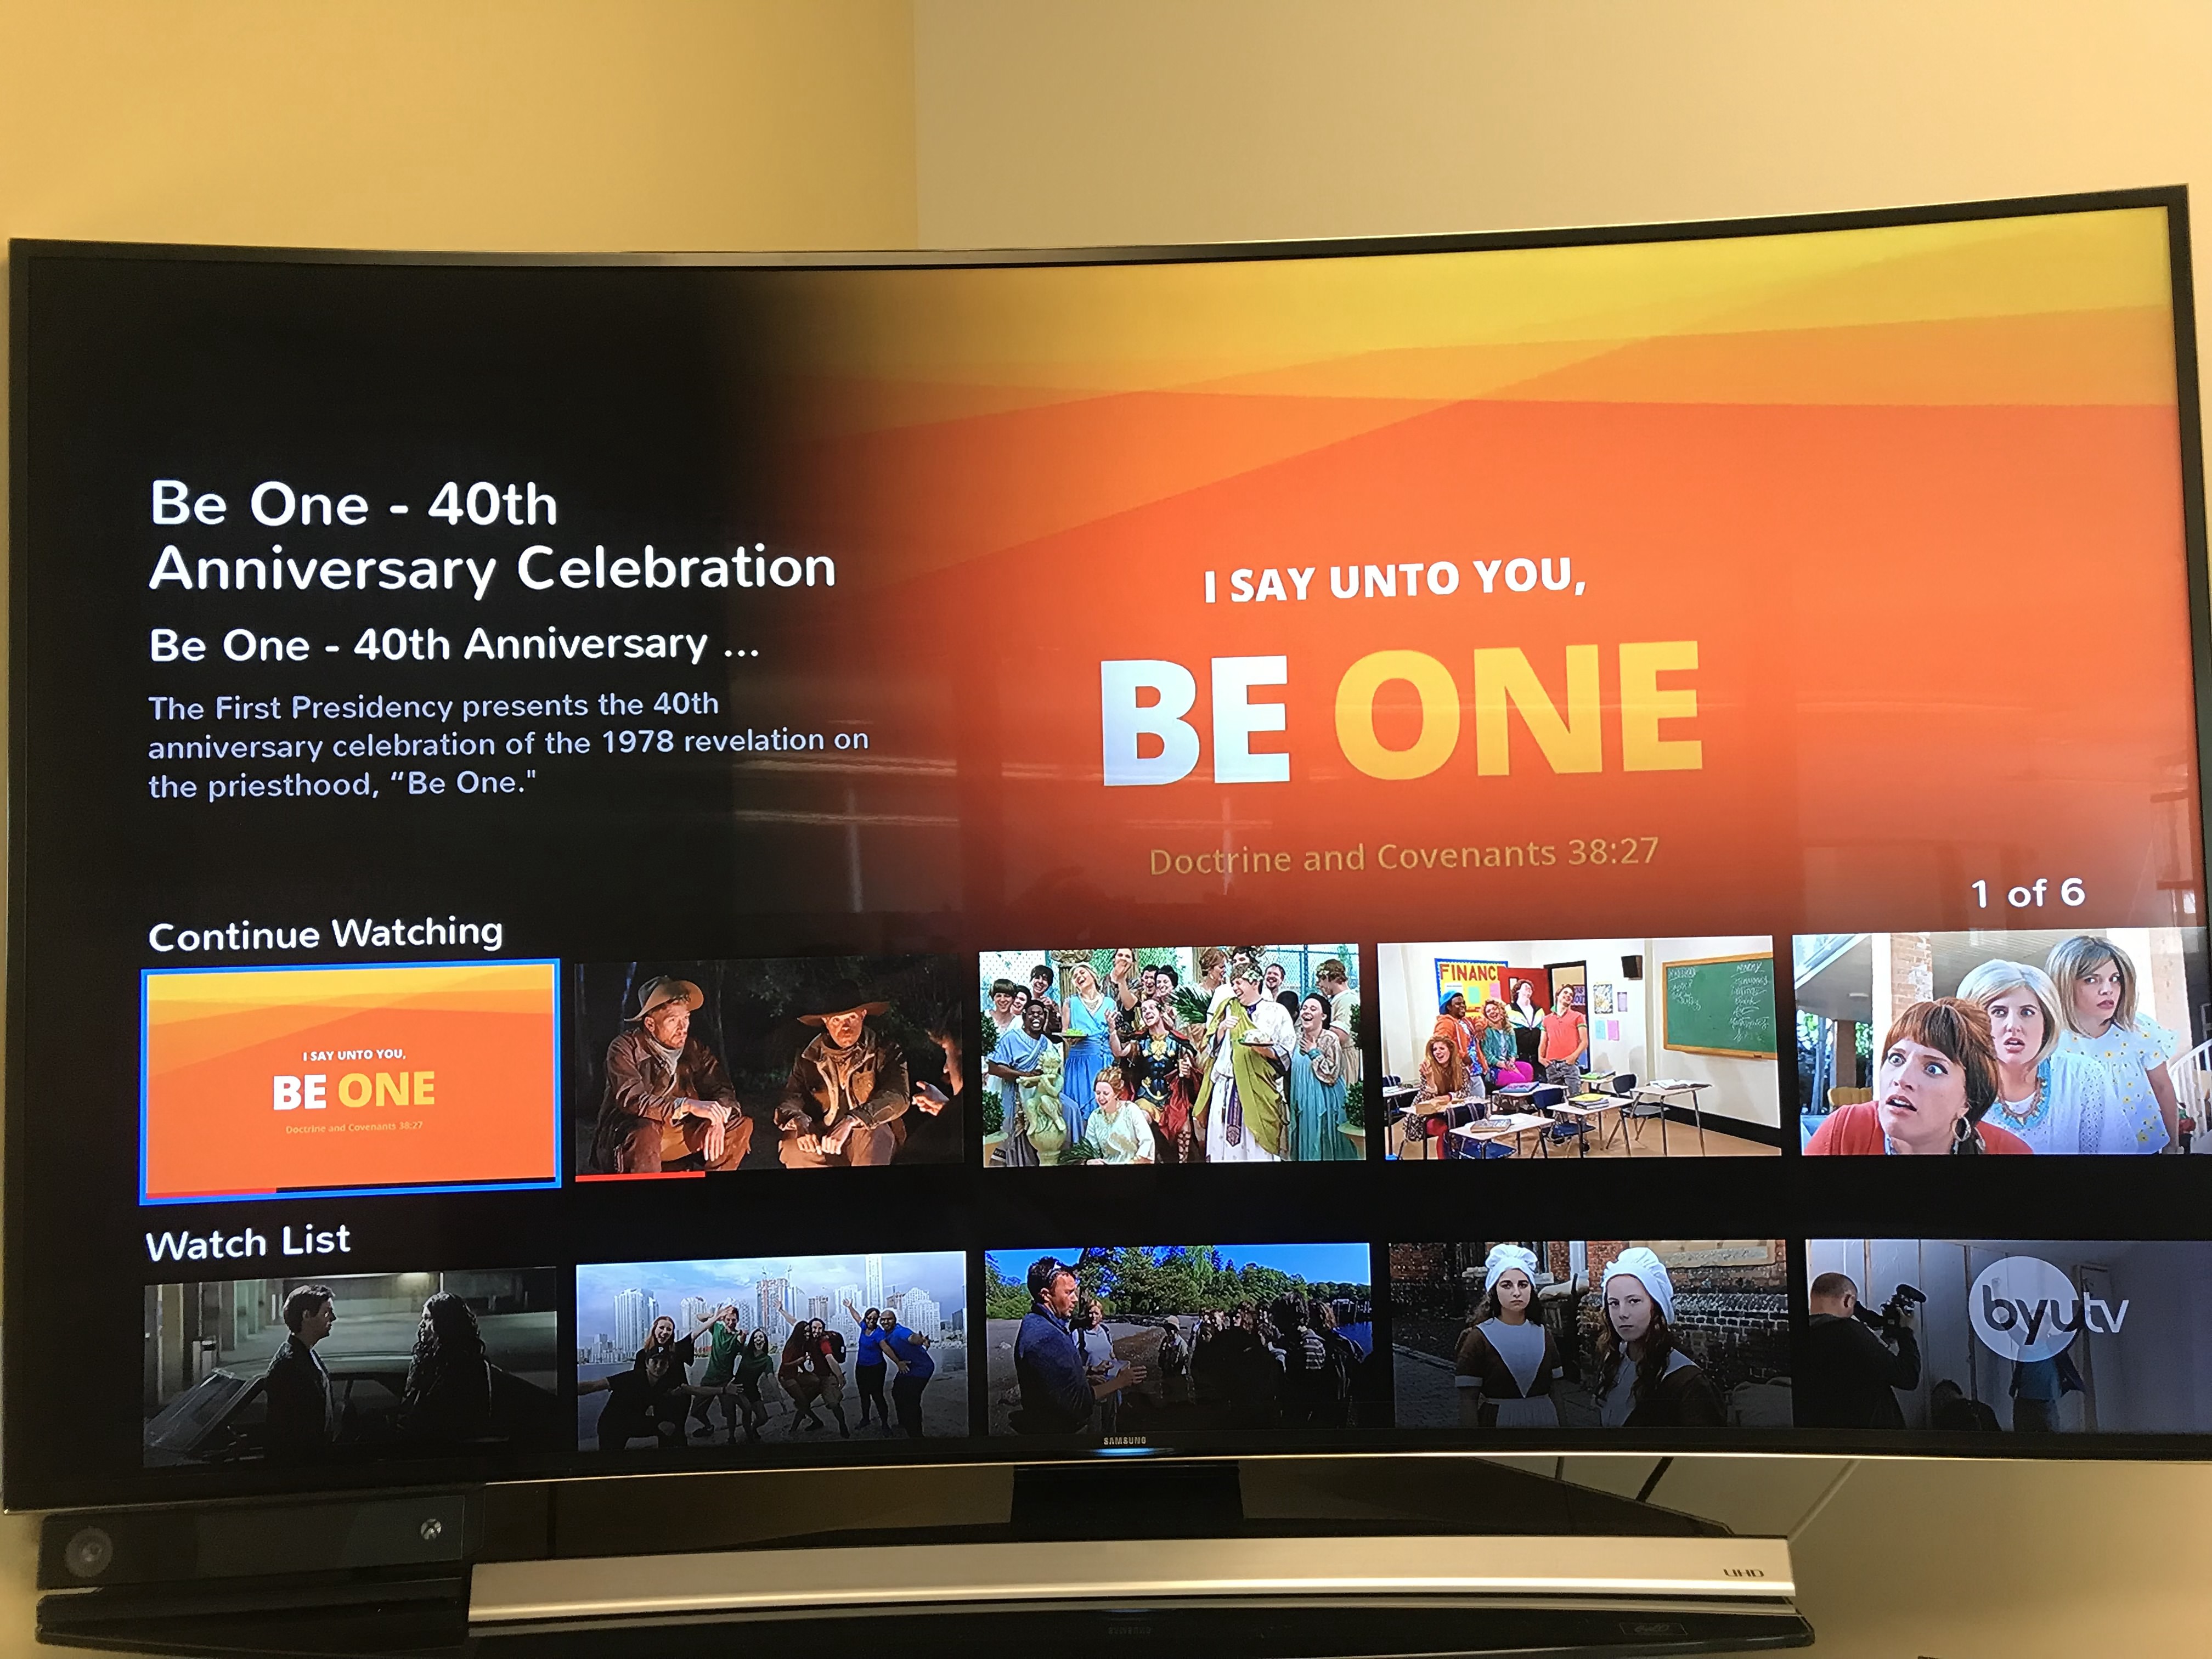 Be One - 40th
Anniversary Celebration
Be One - 40th Anniversary ...
The First Presidency presents the 40th
anniversary celebration of the 1978 revelation on
the priesthood, “Be One."
I SAY UNTO YOU,
BE ONE
Doctrine and Covenants 38:27
1 of 6
Continue Watching
I SAY UNTO YOU,
BE ONE
Doctrine and Covenants 38:27
FINANC
Watch List
byutv
SAMSUNG
UHD